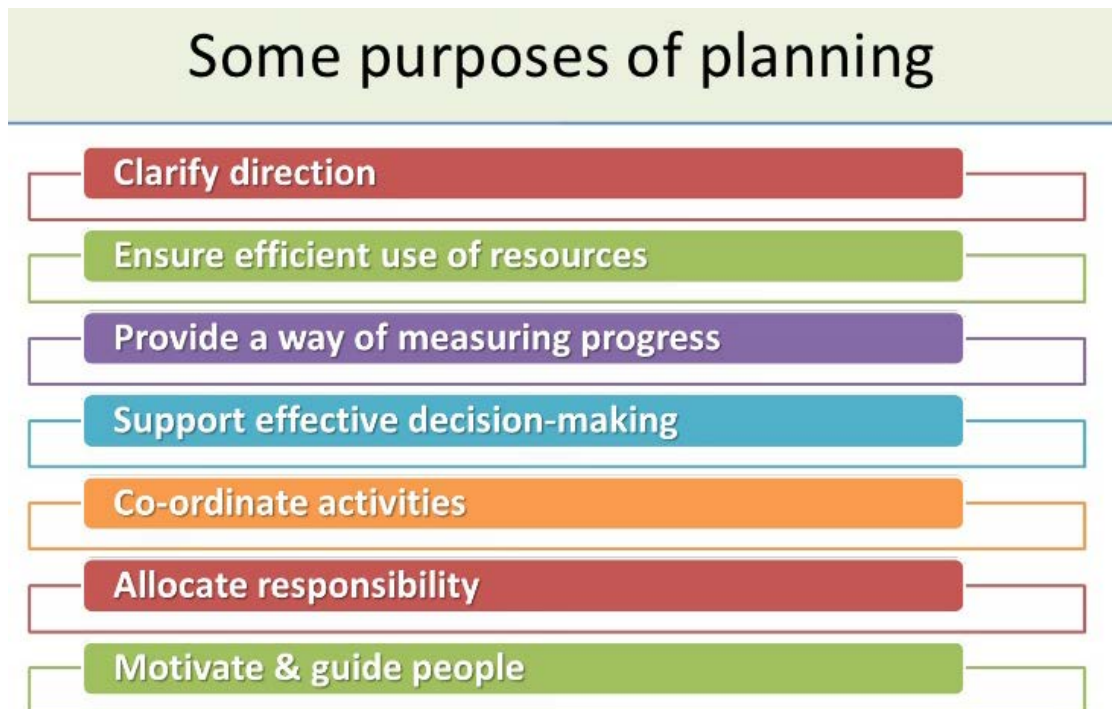 Some purposes of planning
Clarify direction
Ensure efficient use of resources
Provide a way of measuring progress
Support effective decision-making
Co-ordinate activities
Allocate responsibility
Motivate & guide people